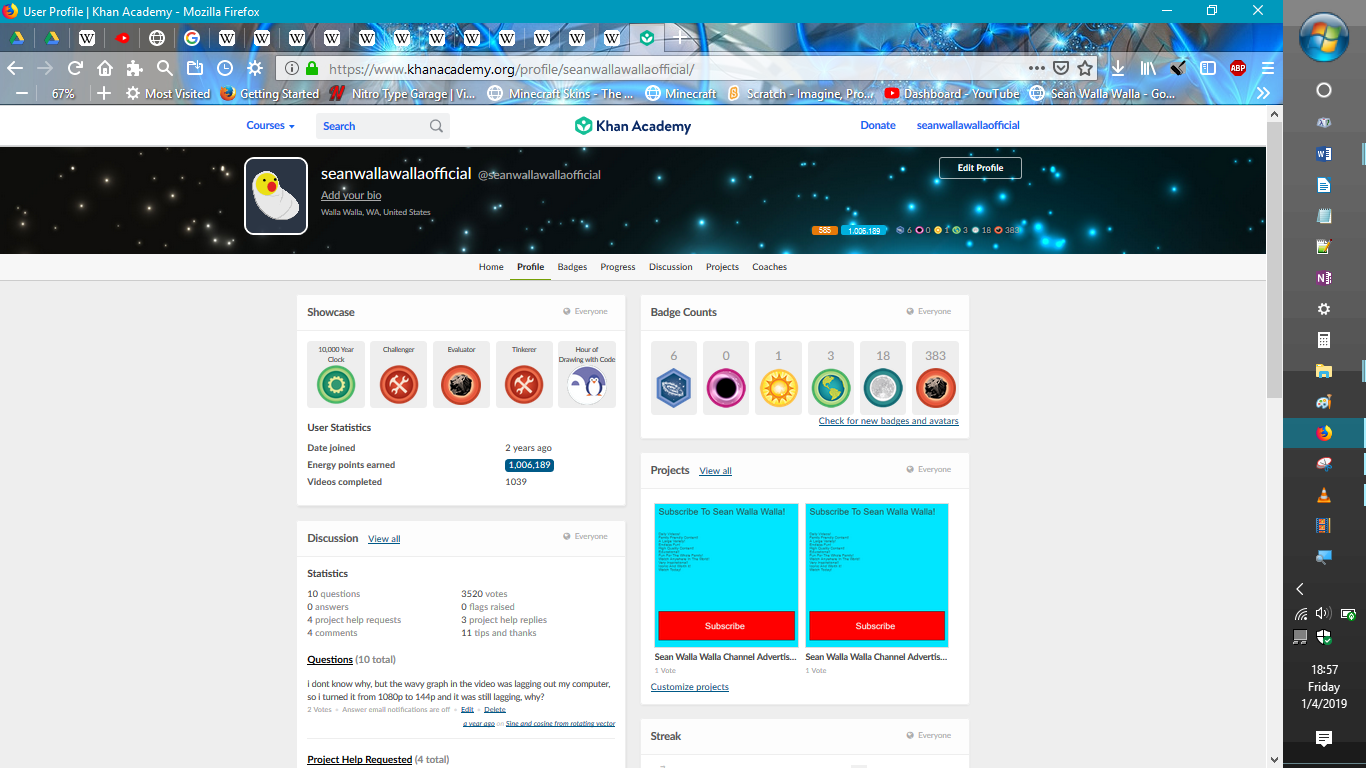 User Profile | Khan Academy - Mozilla Firefox
https://www.khanacademy.org/profile/seanwallawallaofficial/
67%
Most Visited
Getting Started
Nitro Type Garage | Vi...
Minecraft Skins - The ...
Minecraft
Scratch - Imagine, Pro...
Dashboard - YouTube
Sean Walla Walla - Go...
Courses
Search
Khan Academy
Donate
seanwallawallaofficial
seanwallawallaofficial @seanwallawallaofficial
Edit Profile
Add your bio
Walla Walla, WA, United States
585 1,006,189 6 0 1 3 18 383
Home Profile Badges Progress Discussion Projects Coaches
Showcase
Everyone
10,000 Year
Clock
Challenger
Evaluator
Tinkerer
Hour of
Drawing with Code
User Statistics
Date joined 2 years ago
Energy points earned 1,006,189
Videos completed 1039
Badge Counts
Everyone
6 0 1 3 18 383
Check for new badges and avatars
Projects View all
Everyone
Subscribe To Sean Walla Walla!
Subscribe
Subscribe To Sean Walla Walla!
Subscribe
Sean Walla Walla Channel Advertis...
1 Vote
Sean Walla Walla Channel Advertis...
1 Vote
Customize projects
Discussion View all
Everyone
Statistics
10 questions 3520 votes
0 answers 0 flags raised
4 project help requests 3 project help replies
4 comments 11 tips and thanks
Questions (10 total)
i dont know why, but the wavy graph in the video was lagging out my computer,
so i turned it from 1080p to 144p and it was still lagging, why?
2 Votes • Answer email notifications are off • Edit • Delete
a year ago on Sine and cosine from rotating vector
Project Help Requested (4 total)
Streak
Everyone
ABP
18:57
Friday
1/4/2019